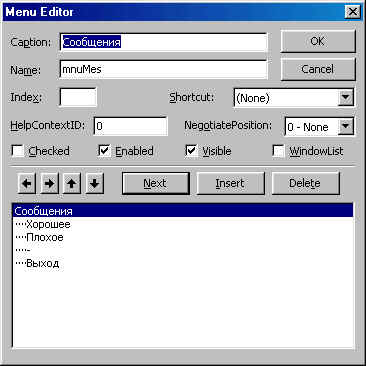 Menu Editor
Caption: Сообщения OK
Name: mnuMes Cancel
Index: Shortcut: (None)
HelpContextID: 0 NegotiatePosition: 0 - None
Checked Enabled Visible WindowList
Next Insert Delete
Сообщения
····Хорошее
····Плохое
····-
····Выход